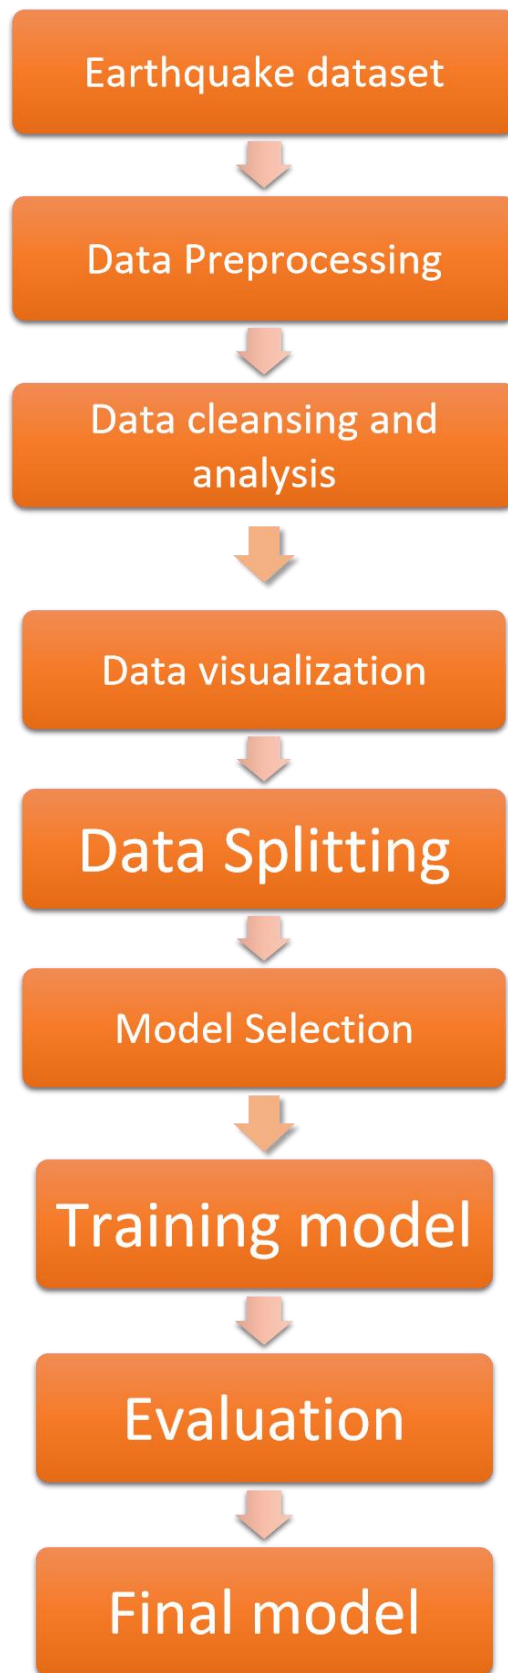 Earthquake dataset
Data Preprocessing
Data cleansing and
analysis
Data visualization
Data Splitting
Model Selection
Training model
Evaluation
Final model